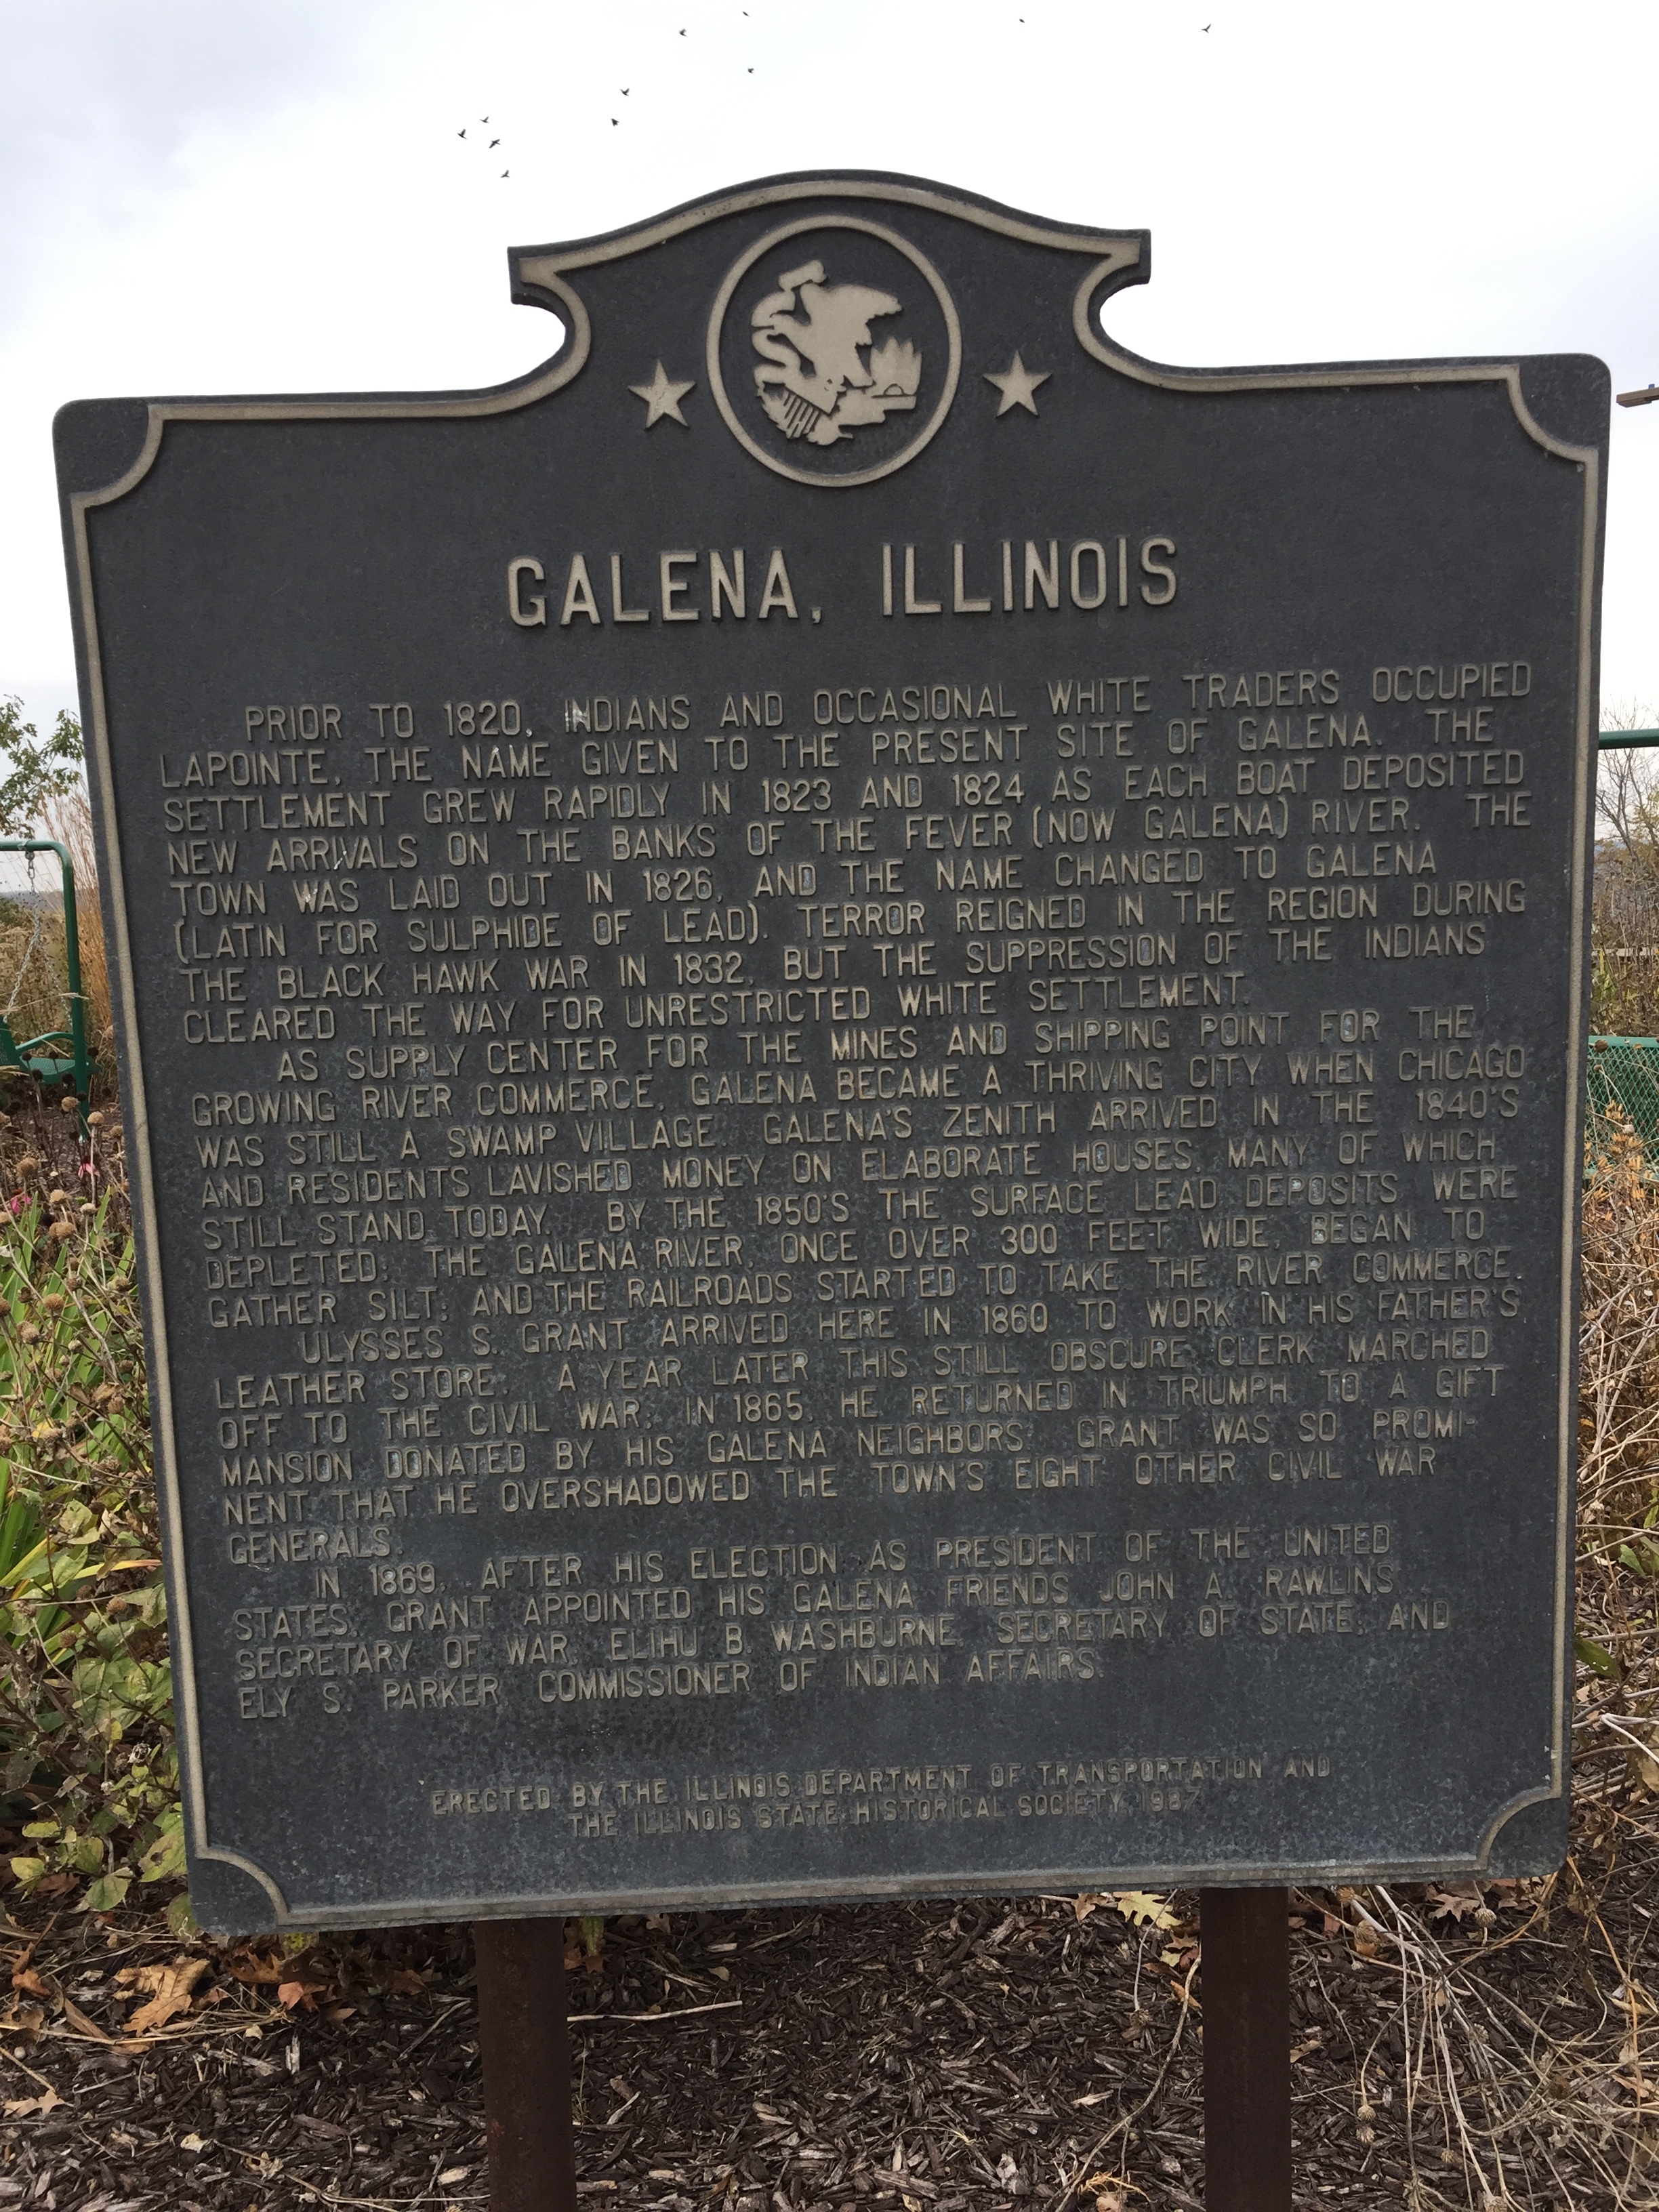 GALENA, ILLINOIS
PRIOR TO 1820, INDIANS AND OCCASIONAL WHITE TRADERS OCCUPIED
LAPOINTE, THE NAME GIVEN TO THE PRESENT SITE OF GALENA. THE
SETTLEMENT GREW RAPIDLY IN 1823 AND 1824 AS EACH BOAT DEPOSITED
NEW ARRIVALS ON THE BANKS OF THE FEVER (NOW GALENA) RIVER. THE
TOWN WAS LAID OUT IN 1826, AND THE NAME CHANGED TO GALENA
(LATIN FOR SULPHIDE OF LEAD). TERROR REIGNED IN THE REGION DURING
THE BLACK HAWK WAR IN 1832, BUT THE SUPPRESSION OF THE INDIANS
CLEARED THE WAY FOR UNRESTRICTED WHITE SETTLEMENT.
AS SUPPLY CENTER FOR THE MINES AND SHIPPING POINT FOR THE
GROWING RIVER COMMERCE, GALENA BECAME A THRIVING CITY WHEN CHICAGO
WAS STILL A SWAMP VILLAGE. GALENA'S ZENITH ARRIVED IN THE 1840'S
AND RESIDENTS LAVISHED MONEY ON ELABORATE HOUSES, MANY OF WHICH
STILL STAND TODAY. BY THE 1850'S THE SURFACE LEAD DEPOSITS WERE
DEPLETED; THE GALENA RIVER, ONCE OVER 300 FEET WIDE, BEGAN TO
GATHER SILT; AND THE RAILROADS STARTED TO TAKE THE RIVER COMMERCE.
ULYSSES S. GRANT ARRIVED HERE IN 1860 TO WORK IN HIS FATHER'S
LEATHER STORE. A YEAR LATER THIS STILL OBSCURE CLERK MARCHED
OFF TO THE CIVIL WAR; IN 1865, HE RETURNED IN TRIUMPH TO A GIFT
MANSION DONATED BY HIS GALENA NEIGHBORS. GRANT WAS SO PROMI-
NENT THAT HE OVERSHADOWED THE TOWN'S EIGHT OTHER CIVIL WAR
GENERALS.
IN 1869, AFTER HIS ELECTION AS PRESIDENT OF THE UNITED
STATES, GRANT APPOINTED HIS GALENA FRIENDS JOHN A. RAWLINS
SECRETARY OF WAR, ELIHU B. WASHBURNE SECRETARY OF STATE, AND
ELY S. PARKER COMMISSIONER OF INDIAN AFFAIRS.
ERECTED BY THE ILLINOIS DEPARTMENT OF TRANSPORTATION AND
THE ILLINOIS STATE HISTORICAL SOCIETY, 1987